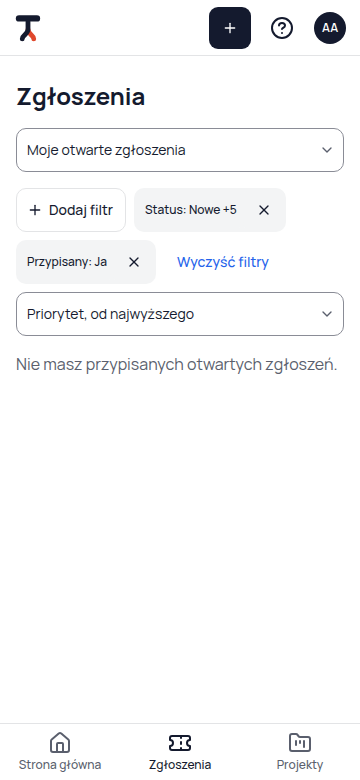 AA
Zgłoszenia
Moje otwarte zgłoszenia
Dodaj filtr
Status: Nowe +5
Przypisany: Ja
Wyczyść filtry
Priorytet, od najwyższego
Nie masz przypisanych otwartych zgłoszeń.
Strona główna
Zgłoszenia
Projekty